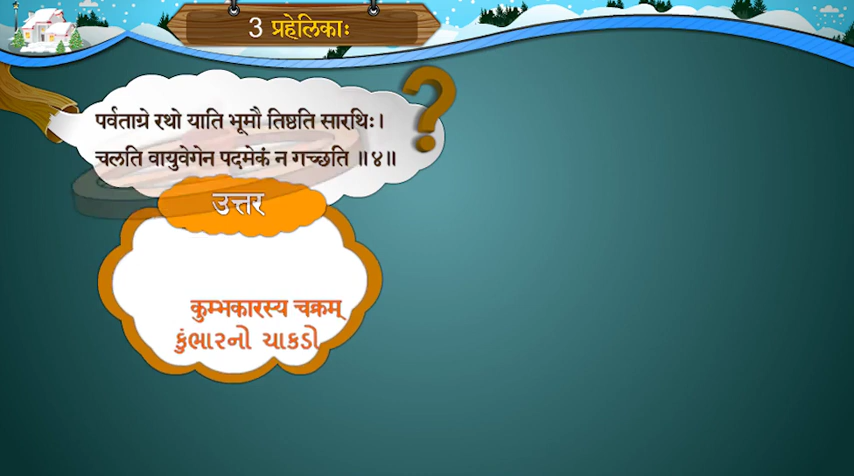 3 प्रहेलिकाः
पर्वताग्रे रथो याति भूमौ तिष्ठति सारथिः।
चलति वायुवेगेन पदमेकं न गच्छति ॥४॥
?
उत्तर
कुम्भकारस्य चक्रम्
કુંભારનો ચાકડો